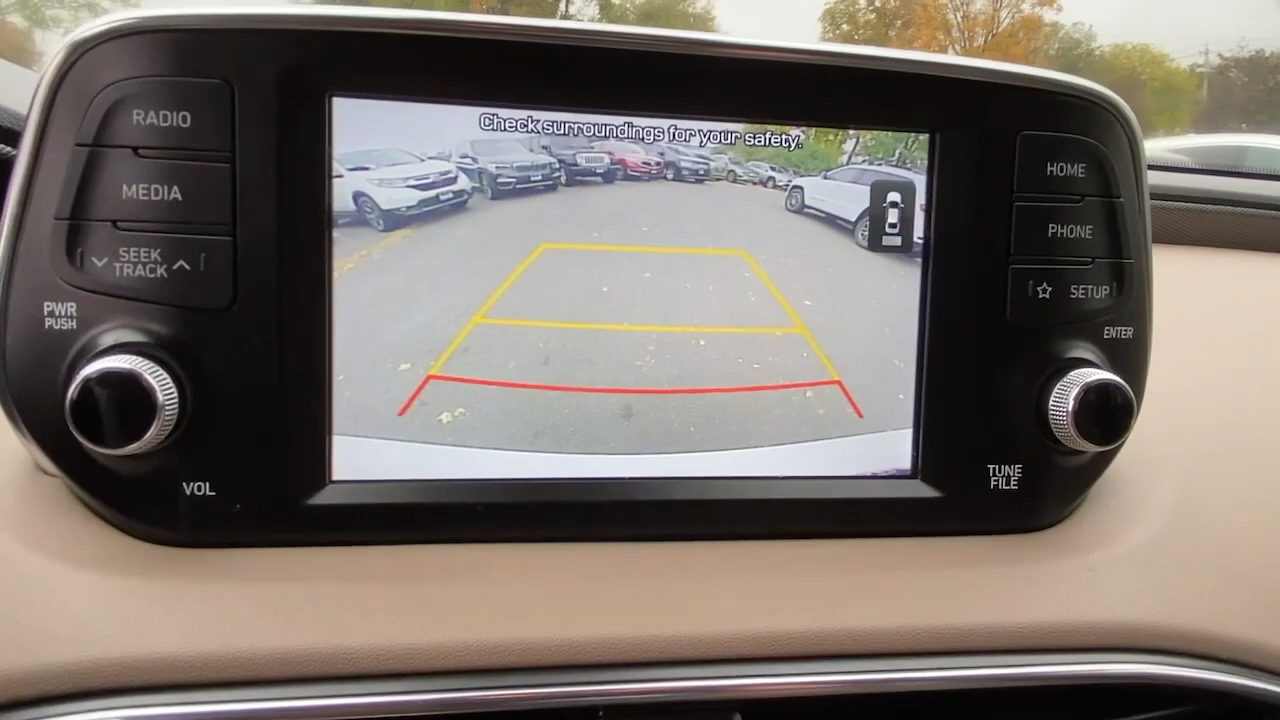 Check surroundings for your safety.
RADIO
MEDIA
SEEK
TRACK
PWR
PUSH
VOL
HOME
PHONE
SETUP
ENTER
TUNE
FILE